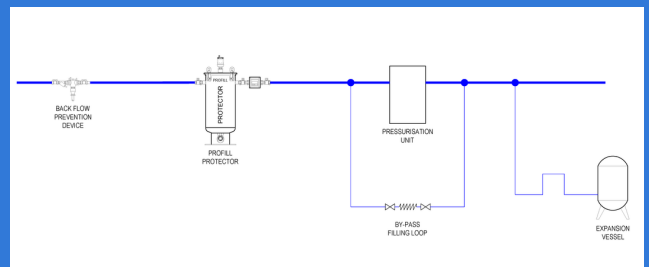 BACK FLOW
PREVENTION
DEVICE
PROFILL
PROTECTOR
PROFILL
PROTECTOR
PRESSURISATION
UNIT
BY-PASS
FILLING LOOP
EXPANSION
VESSEL